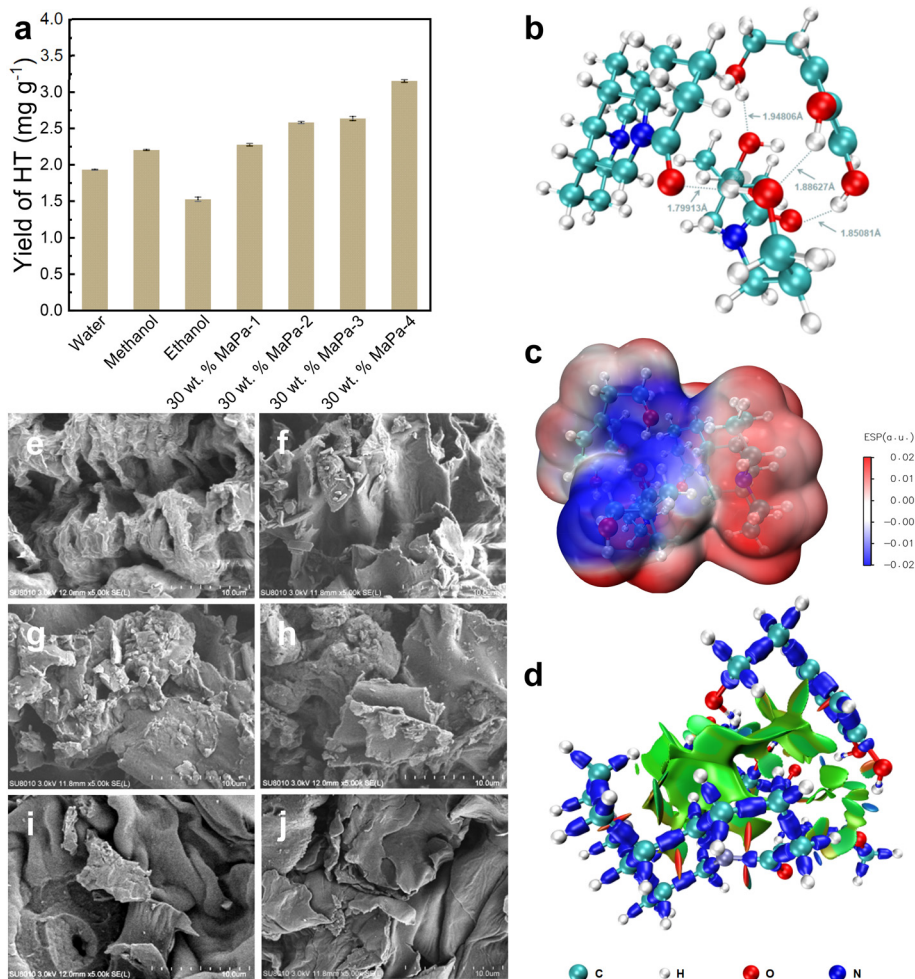 a
4.0
3.5
3.0
2.5
2.0
1.5
1.0
0.5
0.0
Yield of HT (mg g⁻¹)
Water
Methanol
Ethanol
30 wt. % MaPa-1
30 wt. % MaPa-2
30 wt. % MaPa-3
30 wt. % MaPa-4
b
1.94806Å
1.88627Å
1.79913Å
1.85081Å
c
ESP(a.u.)
0.02
0.01
0.00
-0.00
-0.01
-0.02
e
SU8010 3.0kV 12.0mm x5.00k SE(L) 10.0um
f
SU8010 3.0kV 11.8mm x5.00k SE(L) 10.0um
g
SU8010 3.0kV 11.8mm x5.00k SE(L) 10.0um
h
SU8010 3.0kV 12.0mm x5.00k SE(L) 10.0um
i
SU8010 3.0kV 12.0mm x5.00k SE(L) 10.0um
j
SU8010 3.0kV 11.8mm x5.00k SE(L) 10.0um
d
C H O N